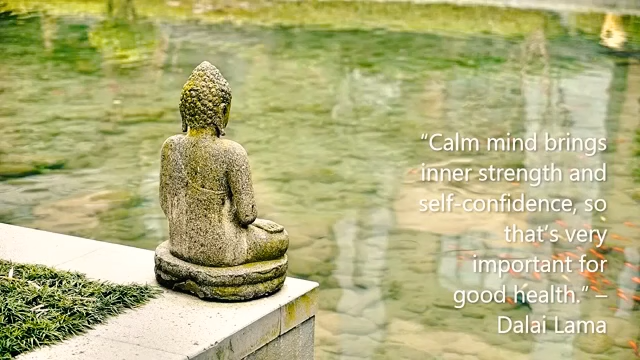 “Calm mind brings
inner strength and
self-confidence, so
that’s very
important for
good health.” –
Dalai Lama